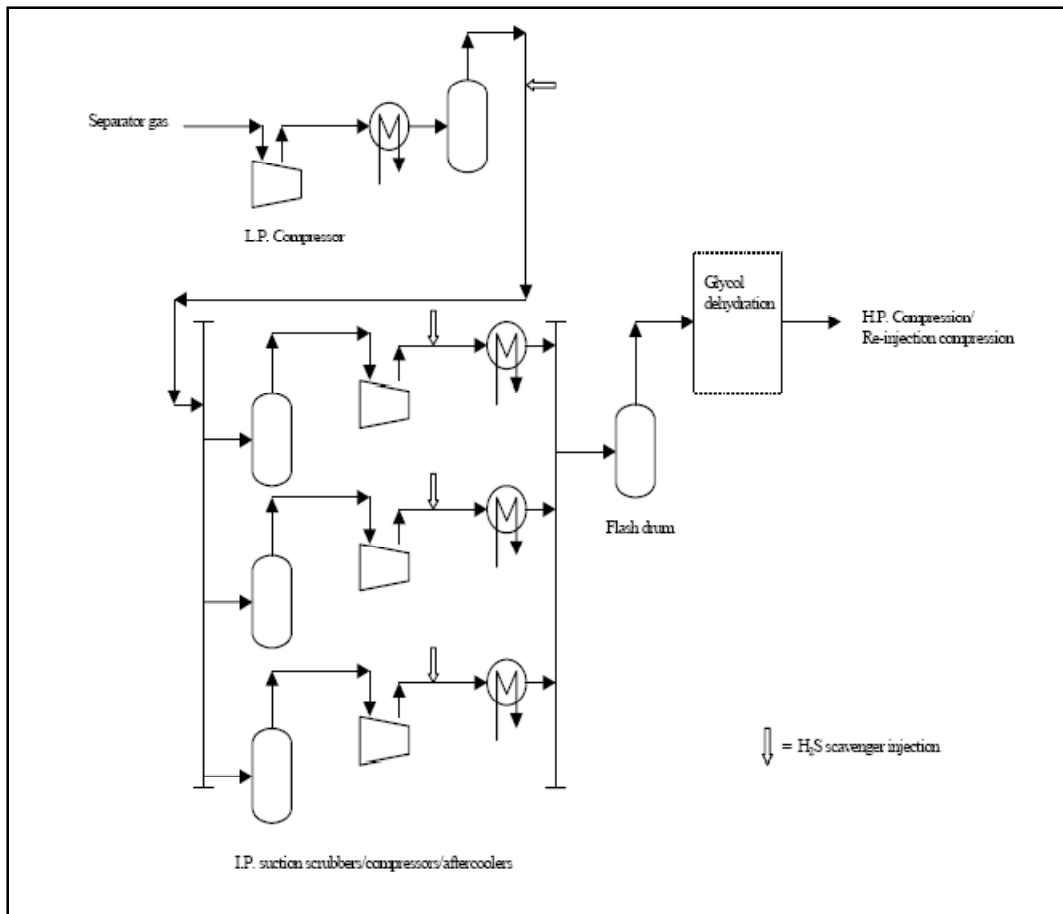 Separator gas
L.P. Compressor
Glycol
dehydration
H.P. Compression/
Re-injection compression
Flash drum
= H₂S scavenger injection
I.P. suction scrubbers/compressors/aftercoolers